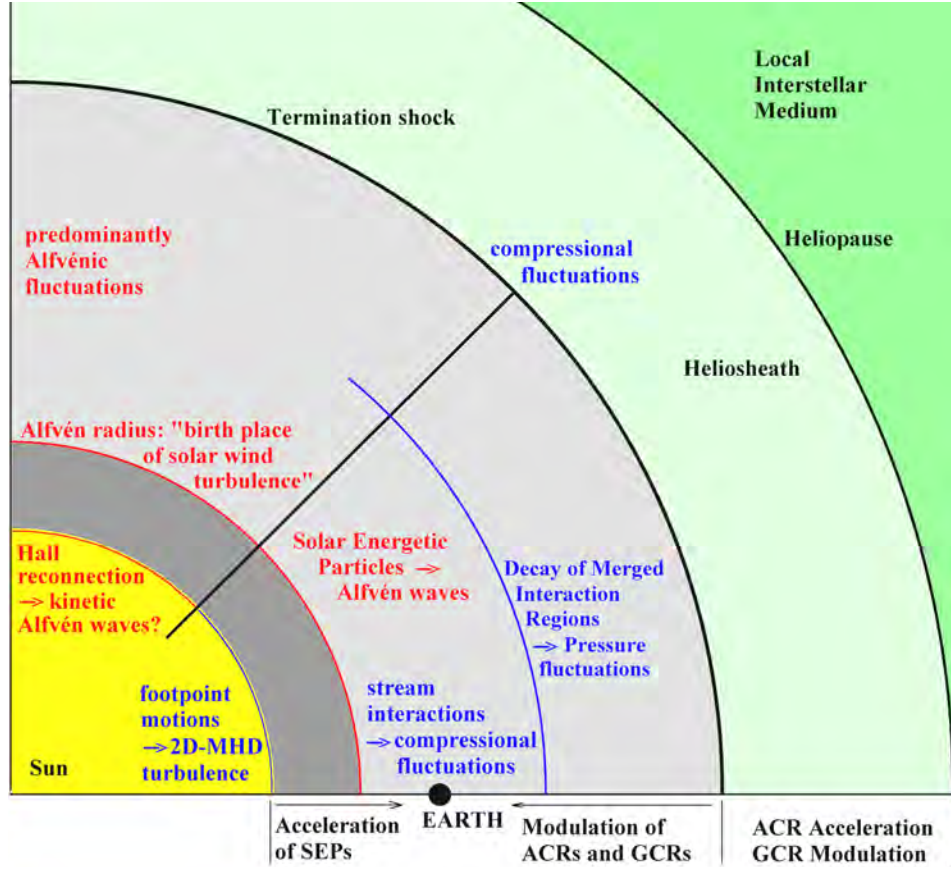 Local
Interstellar
Medium
Termination shock
Heliopause
predominantly
Alfvénic
fluctuations
compressional
fluctuations
Heliosheath
Alfvén radius: "birth place
of solar wind
turbulence"
Solar Energetic
Particles →
Alfvén waves
Hall
reconnection
→ kinetic
Alfvén waves?
Decay of Merged
Interaction
Regions
→ Pressure
fluctuations
footpoint
motions
→2D-MHD
turbulence
stream
interactions
→compressional
fluctuations
Sun
EARTH
Acceleration
of SEPs
Modulation of
ACRs and GCRs
ACR Acceleration
GCR Modulation